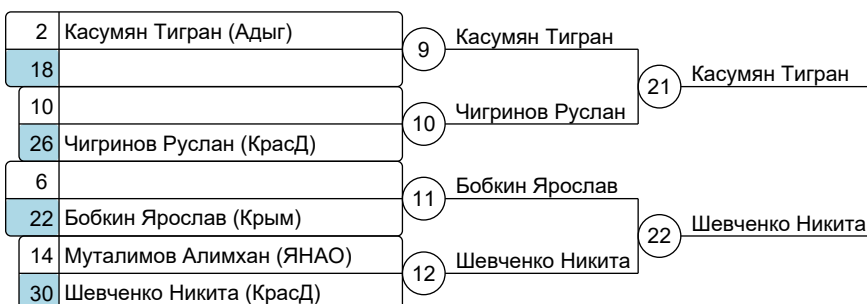 2 Касумян Тигран (Адыг)
18
10
26 Чигринов Руслан (КрасД)
6
22 Бобкин Ярослав (Крым)
14 Муталимов Алимхан (ЯНАО)
30 Шевченко Никита (КрасД)
9 Касумян Тигран
10 Чигринов Руслан
11 Бобкин Ярослав
12 Шевченко Никита
21 Касумян Тигран
22 Шевченко Никита